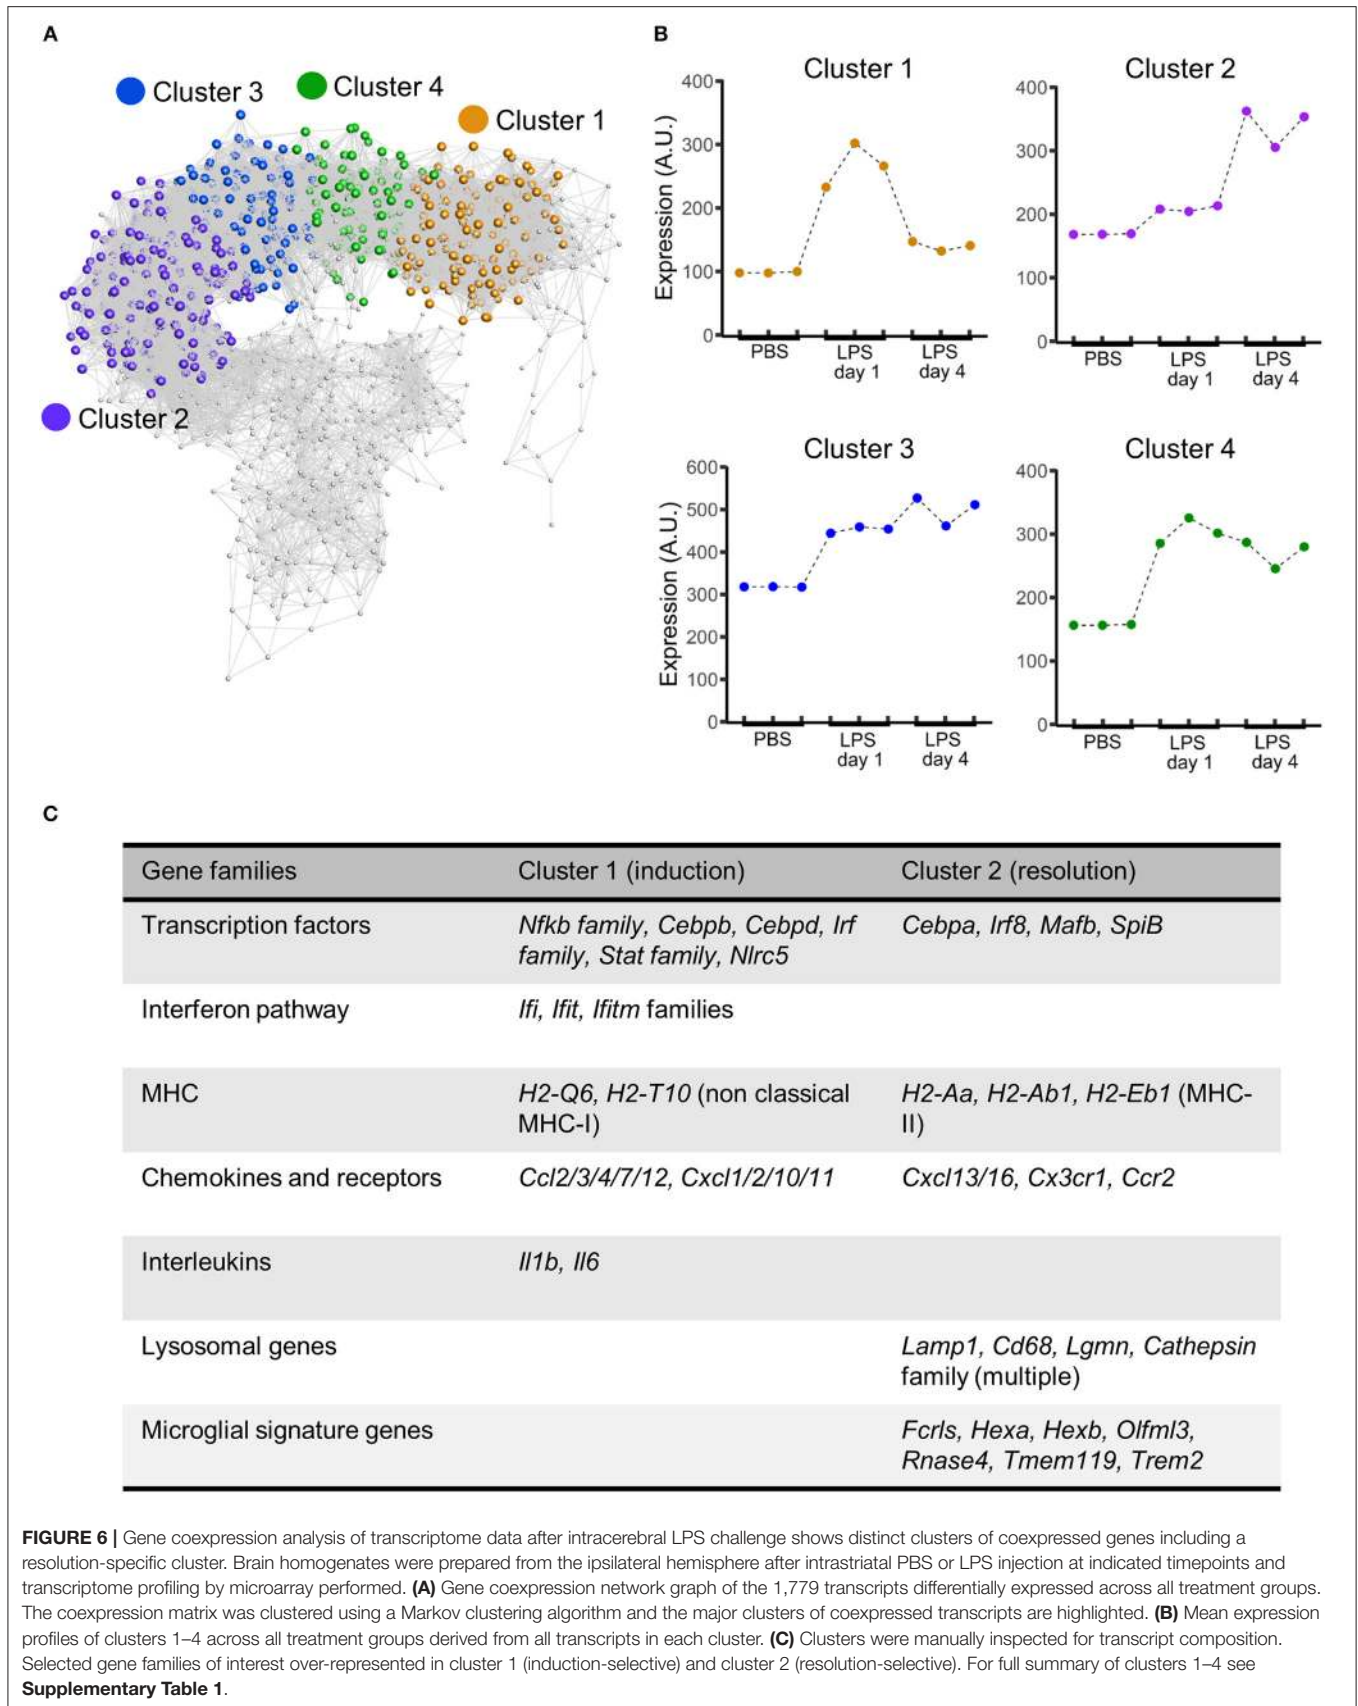 A
Cluster 3
Cluster 4
Cluster 1
Cluster 2
B
Cluster 1
Expression (A.U.)
400
300
200
100
0
PBS
LPS
day 1
LPS
day 4
Cluster 2
400
300
200
100
0
PBS
LPS
day 1
LPS
day 4
Cluster 3
Expression (A.U.)
600
500
400
300
200
100
0
PBS
LPS
day 1
LPS
day 4
Cluster 4
400
300
200
100
0
PBS
LPS
day 1
LPS
day 4
C
Gene families Cluster 1 (induction) Cluster 2 (resolution)
Transcription factors Nfkb family, Cebpb, Cebpd, Irf Cebpa, Irf8, Mafb, SpiB
family, Stat family, Nlrc5
Interferon pathway Ifi, Ifit, Ifitm families
MHC H2-Q6, H2-T10 (non classical H2-Aa, H2-Ab1, H2-Eb1 (MHC-
MHC-I) II)
Chemokines and receptors Ccl2/3/4/7/12, Cxcl1/2/10/11 Cxcl13/16, Cx3cr1, Ccr2
Interleukins Il1b, Il6
Lysosomal genes Lamp1, Cd68, Lgmn, Cathepsin
family (multiple)
Microglial signature genes Fcrls, Hexa, Hexb, Olfml3,
Rnase4, Tmem119, Trem2
FIGURE 6 | Gene coexpression analysis of transcriptome data after intracerebral LPS challenge shows distinct clusters of coexpressed genes including a
resolution-specific cluster. Brain homogenates were prepared from the ipsilateral hemisphere after intrastriatal PBS or LPS injection at indicated timepoints and
transcriptome profiling by microarray performed. (A) Gene coexpression network graph of the 1,779 transcripts differentially expressed across all treatment groups.
The coexpression matrix was clustered using a Markov clustering algorithm and the major clusters of coexpressed transcripts are highlighted. (B) Mean expression
profiles of clusters 1–4 across all treatment groups derived from all transcripts in each cluster. (C) Clusters were manually inspected for transcript composition.
Selected gene families of interest over-represented in cluster 1 (induction-selective) and cluster 2 (resolution-selective). For full summary of clusters 1–4 see
Supplementary Table 1.